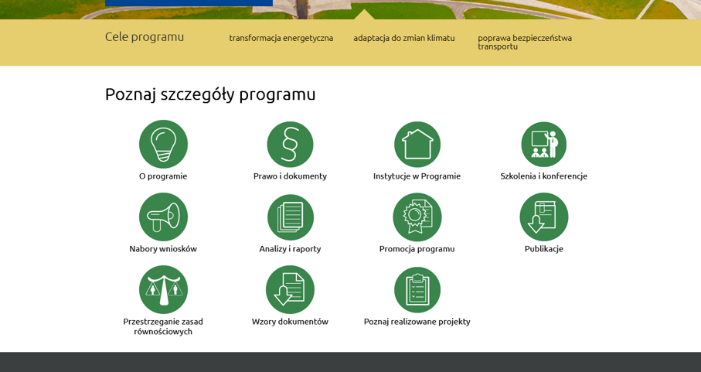 Cele programu
transformacja energetyczna
adaptacja do zmian klimatu
poprawa bezpieczeństwa
transportu
Poznaj szczegóły programu
O programie
Prawo i dokumenty
Instytucje w Programie
Szkolenia i konferencje
Nabory wniosków
Analizy i raporty
Promocja programu
Publikacje
Przestrzeganie zasad
równościowych
Wzory dokumentów
Poznaj realizowane projekty